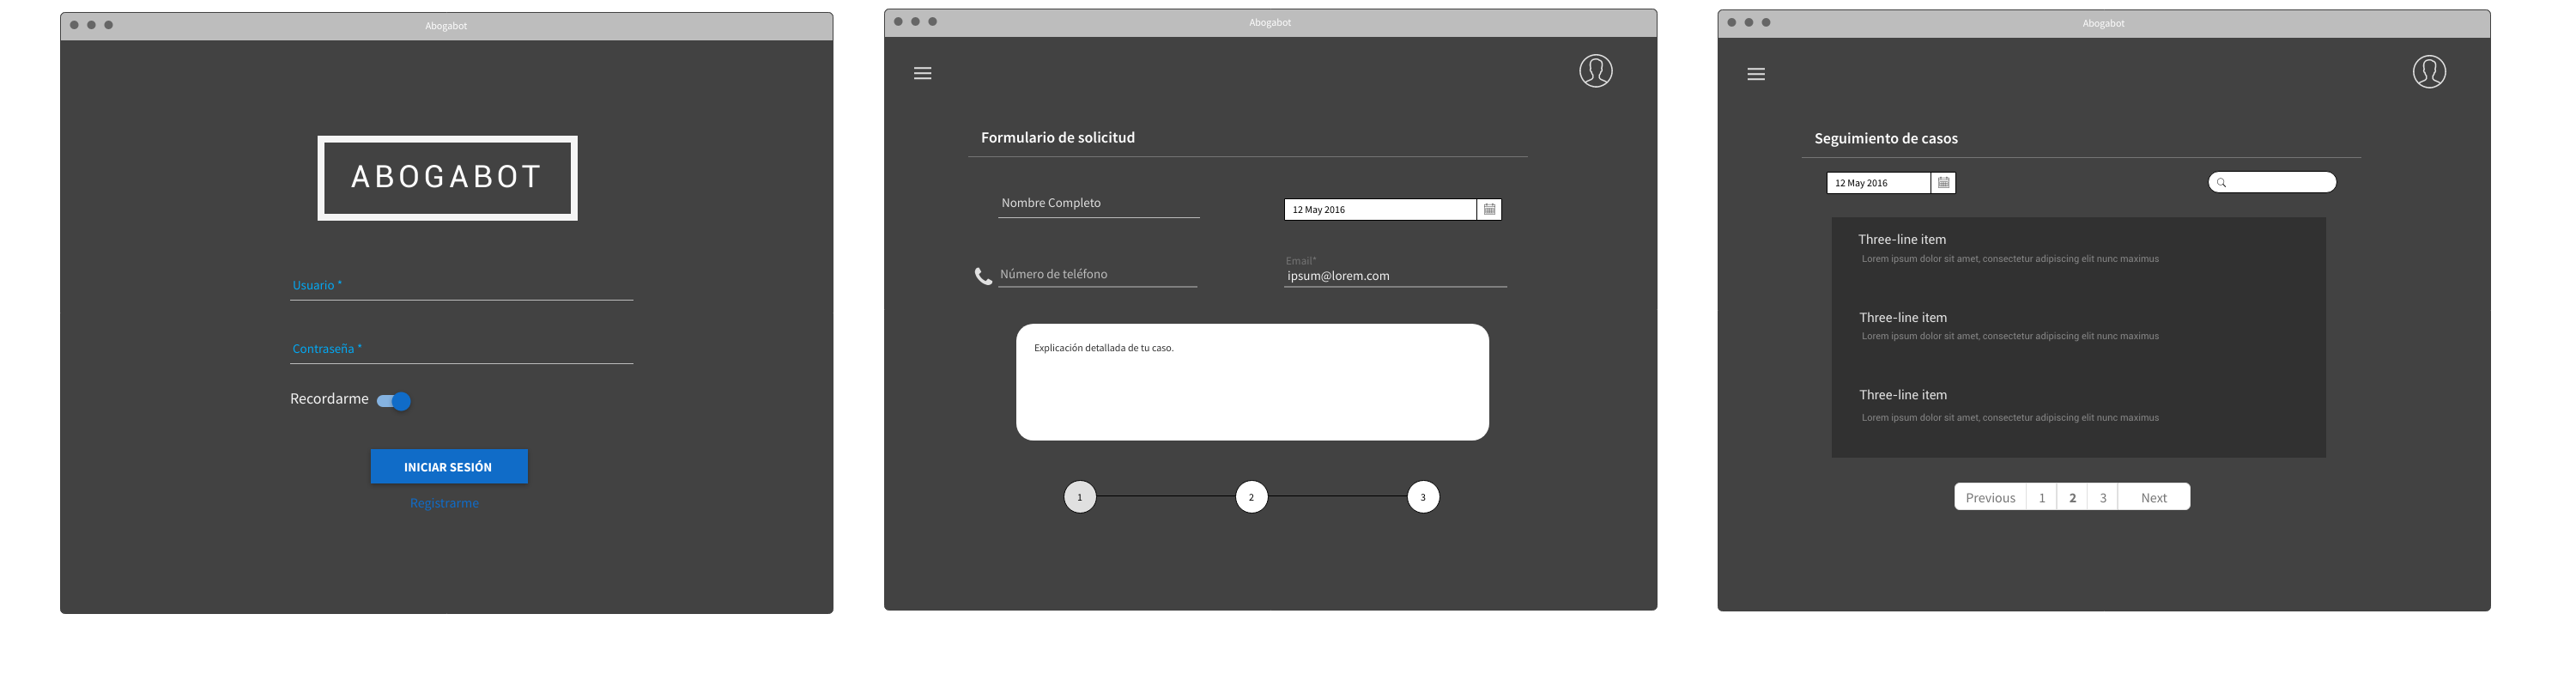 Abogabot
ABOGABOT
Usuario *
Contraseña *
Recordarme
INICIAR SESIÓN
Registrarme
Abogabot
Formulario de solicitud
Nombre Completo
12 May 2016
Número de teléfono
Email*
ipsum@lorem.com
Explicación detallada de tu caso.
1 2 3
Abogabot
Seguimiento de casos
12 May 2016
Three-line item
Lorem ipsum dolor sit amet, consectetur adipiscing elit nunc maximus
Three-line item
Lorem ipsum dolor sit amet, consectetur adipiscing elit nunc maximus
Three-line item
Lorem ipsum dolor sit amet, consectetur adipiscing elit nunc maximus
Previous 1 2 3 Next